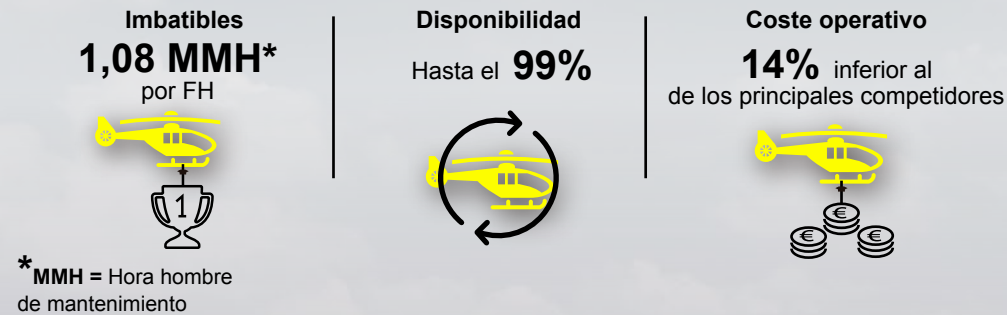 Imbatibles
1,08 MMH*
por FH
1
*MMH = Hora hombre
de mantenimiento
Disponibilidad
Hasta el 99%
Coste operativo
14% inferior al
de los principales competidores
€
€ €